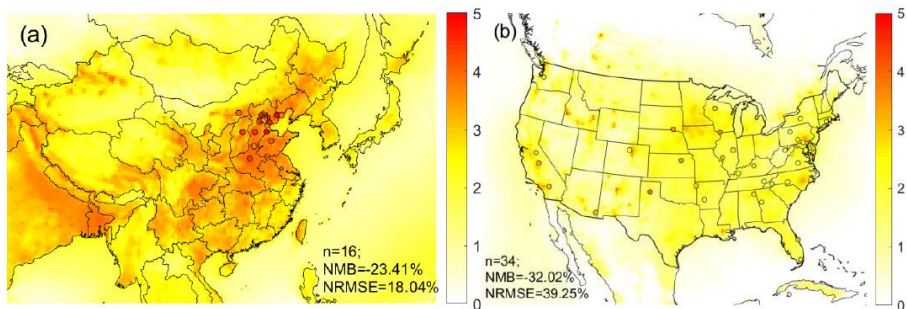 (a)
n=16;
NMB=-23.41%
NRMSE=18.04%
5
4
3
2
1
0
(b)
n=34;
NMB=-32.02%
NRMSE=39.25%
5
4
3
2
1
0